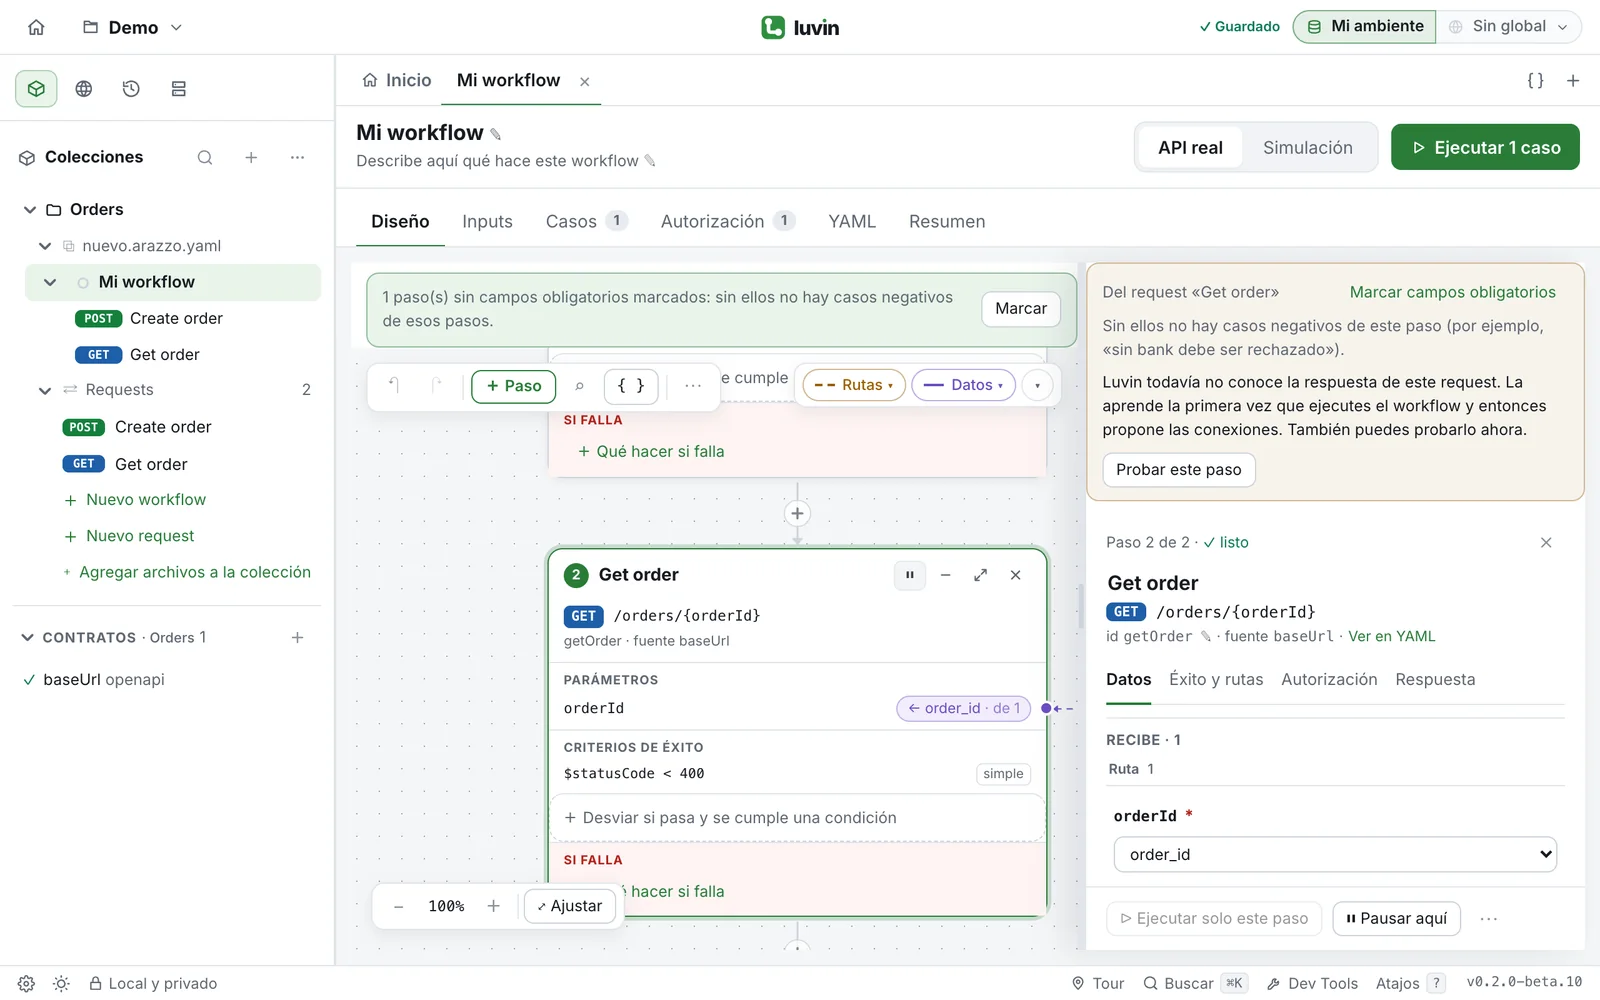 Demo
luvin
Guardado
Mi ambiente
Sin global
Inicio
Mi workflow
Colecciones
Orders
nuevo.arazzo.yaml
Mi workflow
POST Create order
GET Get order
Requests 2
POST Create order
GET Get order
+ Nuevo workflow
+ Nuevo request
+ Agregar archivos a la colección
CONTRATOS · Orders 1
baseUrl openapi
Mi workflow
Describe aquí qué hace este workflow
API real
Simulación
Ejecutar 1 caso
Diseño
Inputs
Casos 1
Autorización 1
YAML
Resumen
1 paso(s) sin campos obligatorios marcados: sin ellos no hay casos negativos
de esos pasos.
Marcar
+ Paso
{ }
e cumple
Rutas
Datos
SI FALLA
+ Qué hacer si falla
2 Get order
GET /orders/{orderId}
getOrder · fuente baseUrl
PARÁMETROS
orderId
← order_id · de 1
CRITERIOS DE ÉXITO
$statusCode < 400
simple
+ Desviar si pasa y se cumple una condición
SI FALLA
é hacer si falla
− 100% +
Ajustar
Del request «Get order»
Marcar campos obligatorios
Sin ellos no hay casos negativos de este paso (por ejemplo,
«sin bank debe ser rechazado»).
Luvin todavía no conoce la respuesta de este request. La
aprende la primera vez que ejecutes el workflow y entonces
propone las conexiones. También puedes probarlo ahora.
Probar este paso
Paso 2 de 2 · ✓ listo
Get order
GET /orders/{orderId}
id getOrder · fuente baseUrl · Ver en YAML
Datos
Éxito y rutas
Autorización
Respuesta
RECIBE · 1
Ruta 1
orderId *
order_id
Ejecutar solo este paso
Pausar aquí
Local y privado
Tour
Buscar ⌘K
Dev Tools
Atajos ?
v0.2.0-beta.10